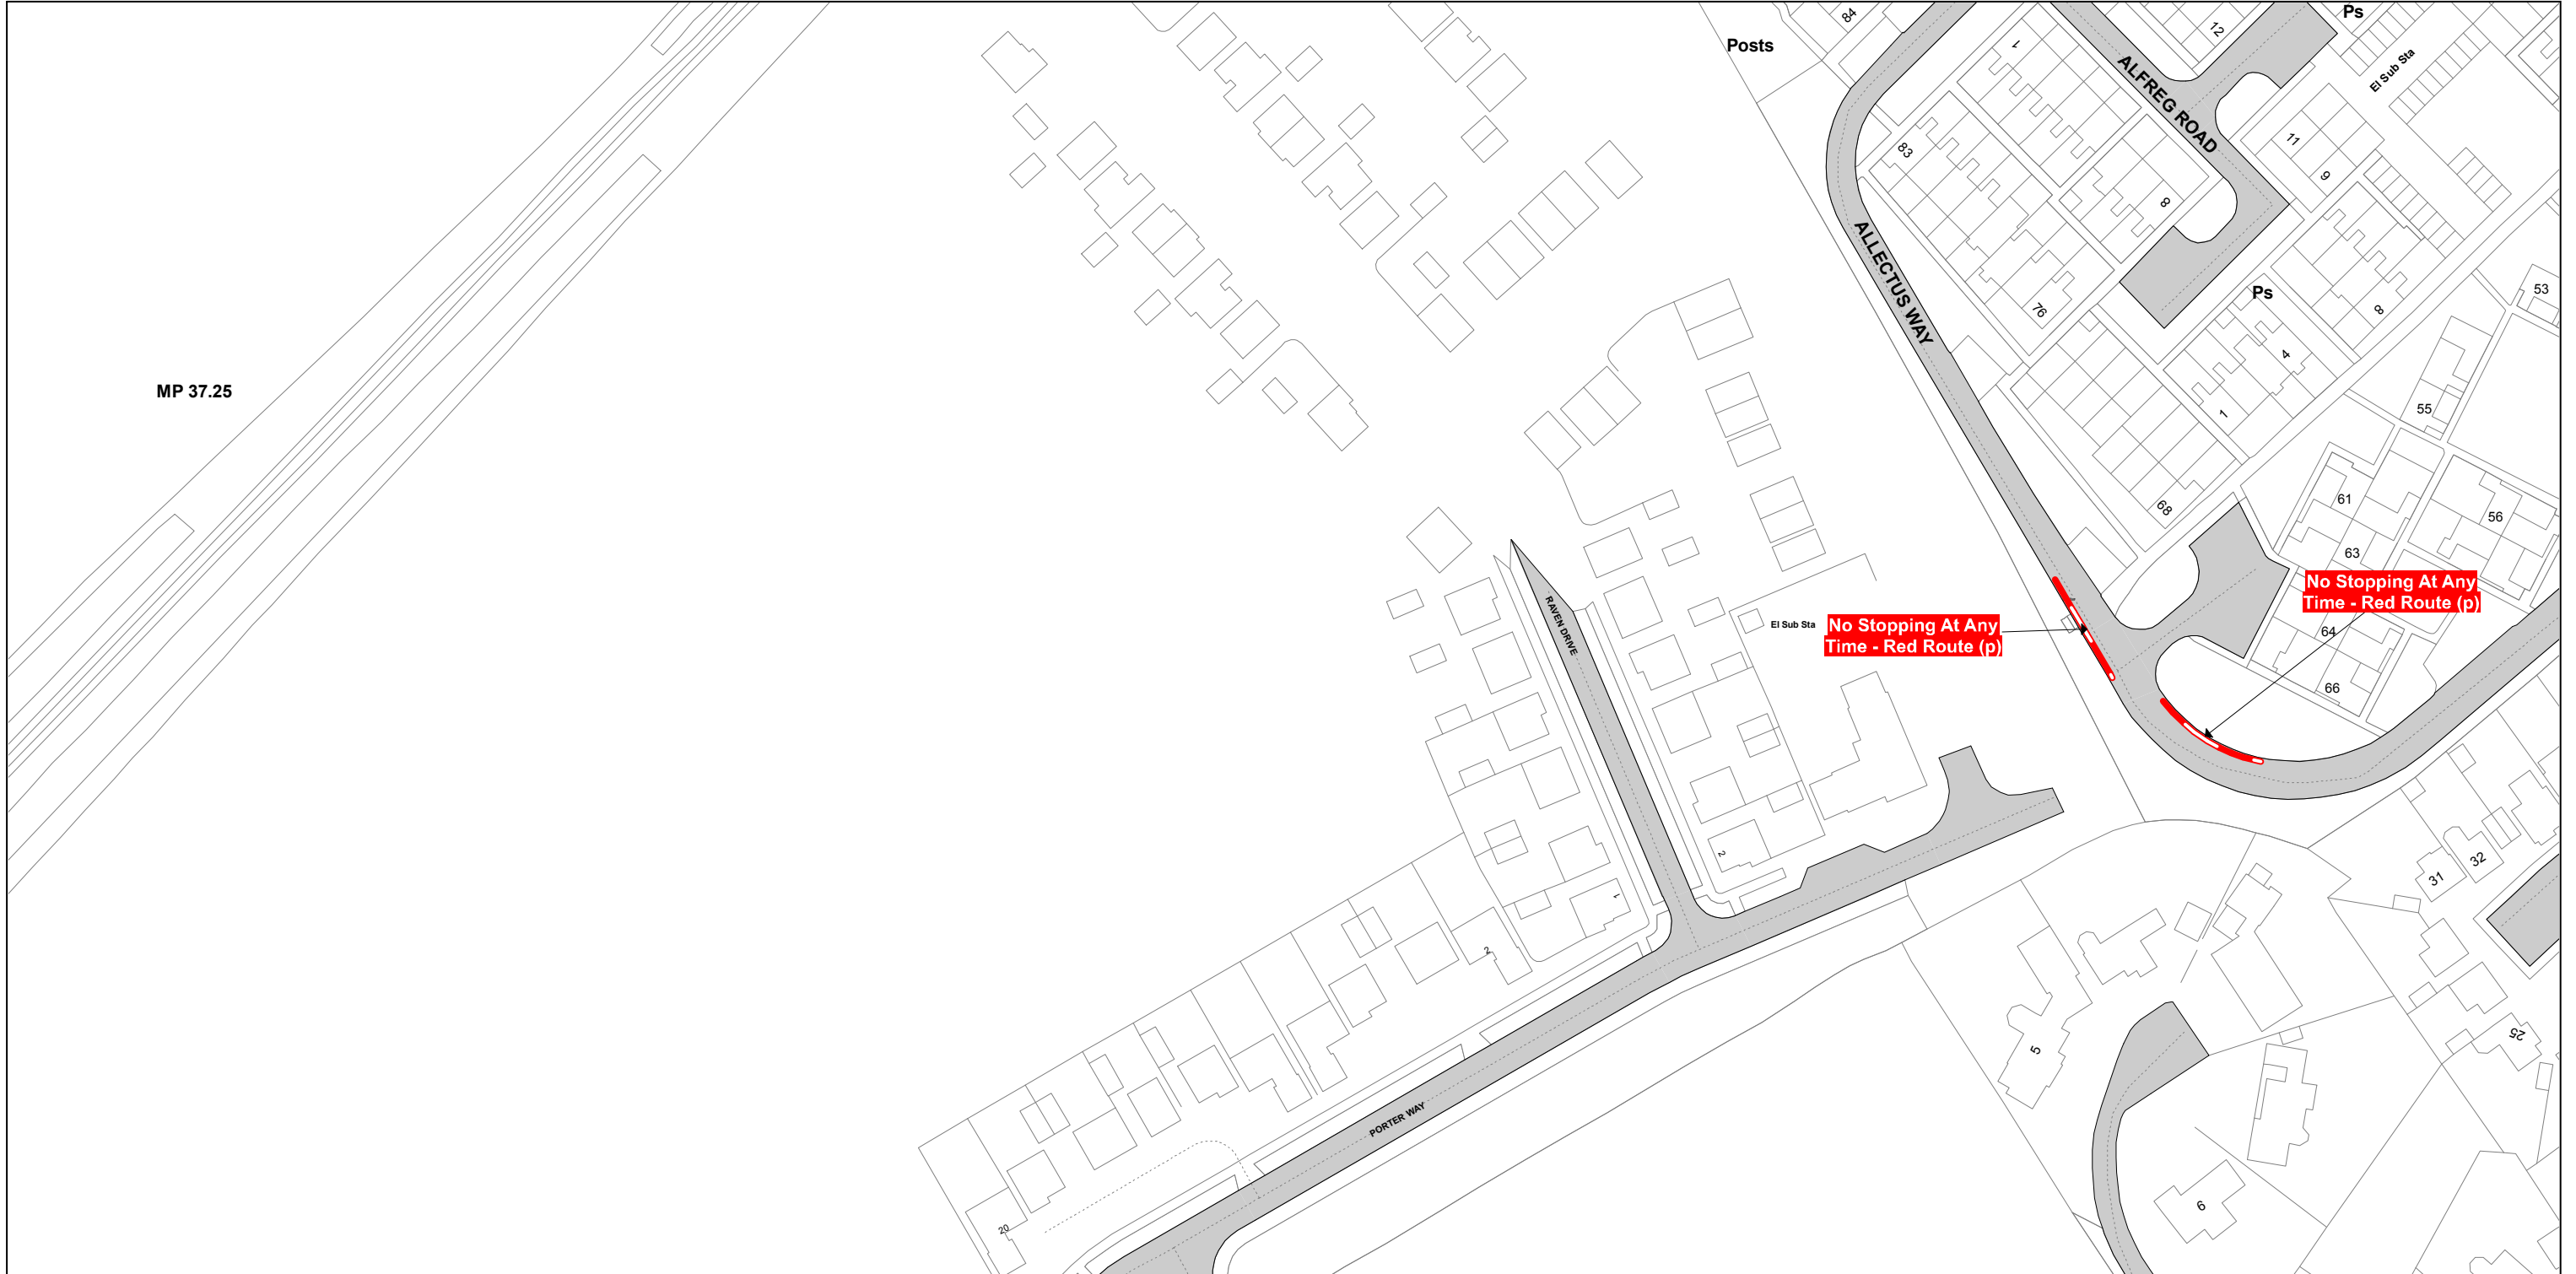 84
Posts
1
12
Ps
El Sub Sta
ALFREG ROAD
83
11
9
8
ALLECTUS WAY
76
Ps
53
8
4
1
MP 37.25
55
68
61
56
63
No Stopping At Any
Time - Red Route (p)
RAVEN DRIVE
El Sub Sta
No Stopping At Any
Time - Red Route (p)
64
66
2
32
31
1
2
25
5
PORTER WAY
6
20